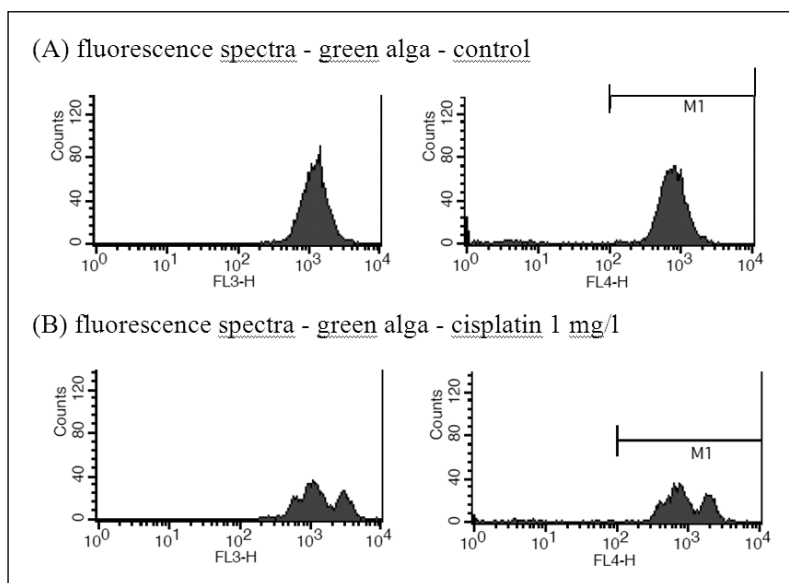 (A) fluorescence spectra - green alga - control
120
80
40
0
Counts
10^0 10^1 10^2 10^3 10^4
FL3-H
120
80
40
0
Counts
M1
10^0 10^1 10^2 10^3 10^4
FL4-H
(B) fluorescence spectra - green alga - cisplatin 1 mg/l
120
80
40
0
Counts
10^0 10^1 10^2 10^3 10^4
FL3-H
120
80
40
0
Counts
M1
10^0 10^1 10^2 10^3 10^4
FL4-H